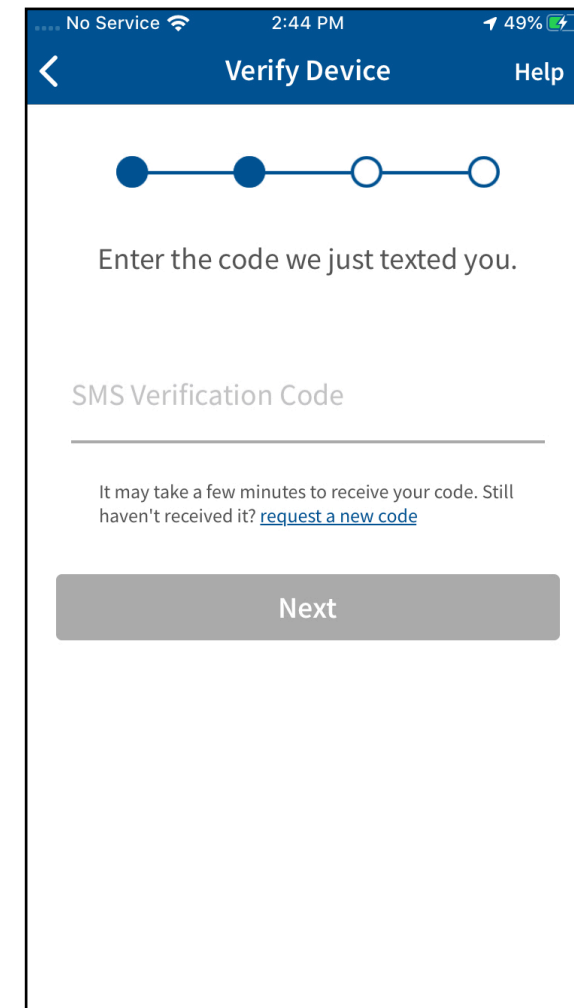 No Service 2:44 PM 49%
Verify Device Help
Enter the code we just texted you.
SMS Verification Code
It may take a few minutes to receive your code. Still
haven't received it? request a new code
Next